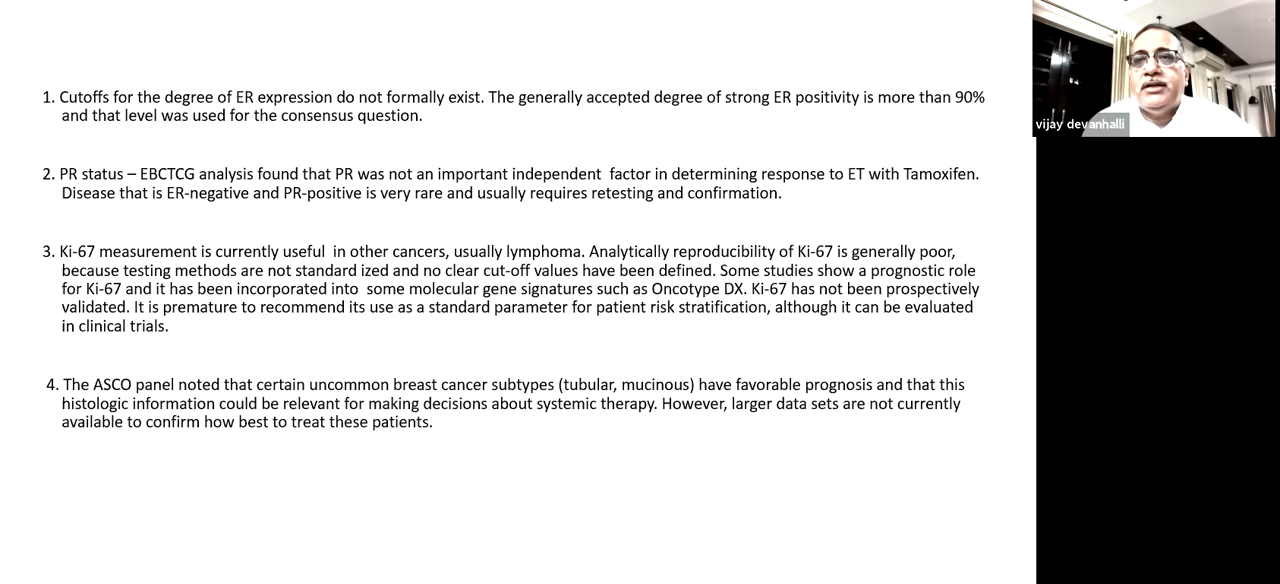 1. Cutoffs for the degree of ER expression do not formally exist. The generally accepted degree of strong ER positivity is more than 90%
and that level was used for the consensus question.
2. PR status – EBCTCG analysis found that PR was not an important independent factor in determining response to ET with Tamoxifen.
Disease that is ER-negative and PR-positive is very rare and usually requires retesting and confirmation.
3. Ki-67 measurement is currently useful in other cancers, usually lymphoma. Analytically reproducibility of Ki-67 is generally poor,
because testing methods are not standard ized and no clear cut-off values have been defined. Some studies show a prognostic role
for Ki-67 and it has been incorporated into some molecular gene signatures such as Oncotype DX. Ki-67 has not been prospectively
validated. It is premature to recommend its use as a standard parameter for patient risk stratification, although it can be evaluated
in clinical trials.
4. The ASCO panel noted that certain uncommon breast cancer subtypes (tubular, mucinous) have favorable prognosis and that this
histologic information could be relevant for making decisions about systemic therapy. However, larger data sets are not currently
available to confirm how best to treat these patients.
vijay devanhalli